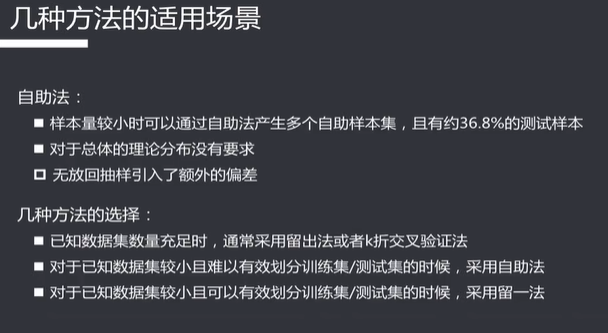 几种方法的适用场景
自助法：
样本量较小时可以通过自助法产生多个自助样本集，且有约36.8%的测试样本
对于总体的理论分布没有要求
无放回抽样引入了额外的偏差
几种方法的选择：
已知数据集数量充足时，通常采用留出法或者k折交叉验证法
对于已知数据集较小且难以有效划分训练集/测试集的时候，采用自助法
对于已知数据集较小且可以有效划分训练集/测试集的时候，采用留一法